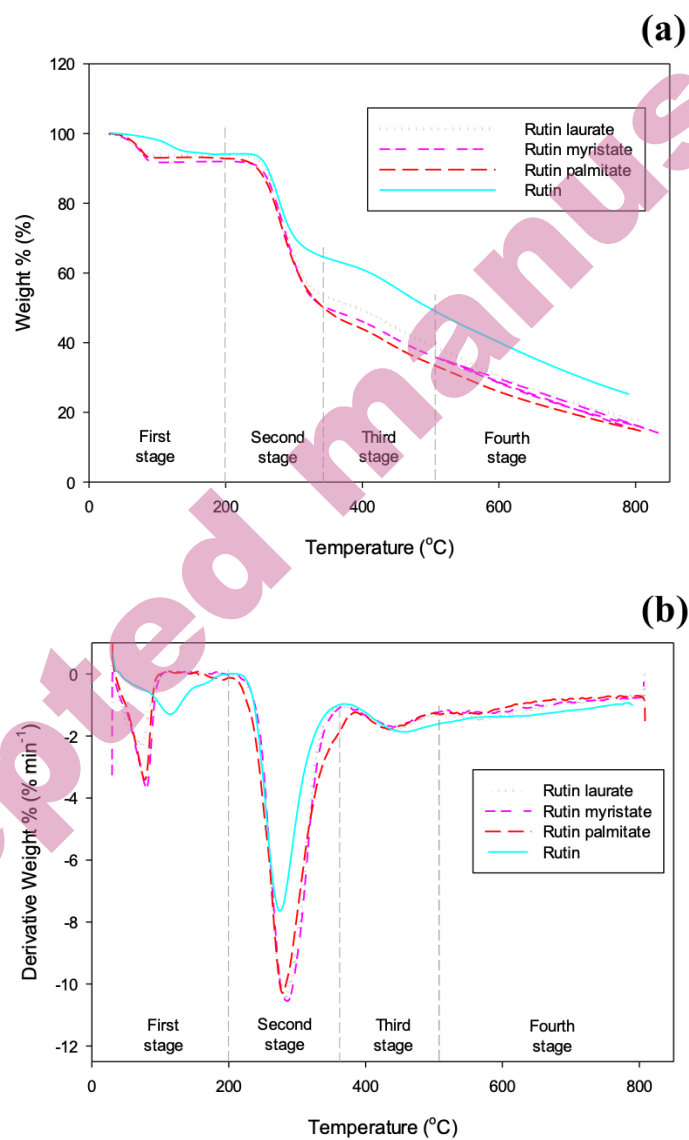 (a)
120
100
80
60
40
20
0
Weight % (%)
Rutin laurate
Rutin myristate
Rutin palmitate
Rutin
First stage
Second stage
Third stage
Fourth stage
0 200 400 600 800
Temperature (°C)
(b)
0
-2
-4
-6
-8
-10
-12
Derivative Weight % (% min⁻¹)
Rutin laurate
Rutin myristate
Rutin palmitate
Rutin
First stage
Second stage
Third stage
Fourth stage
0 200 400 600 800
Temperature (°C)
epted manus